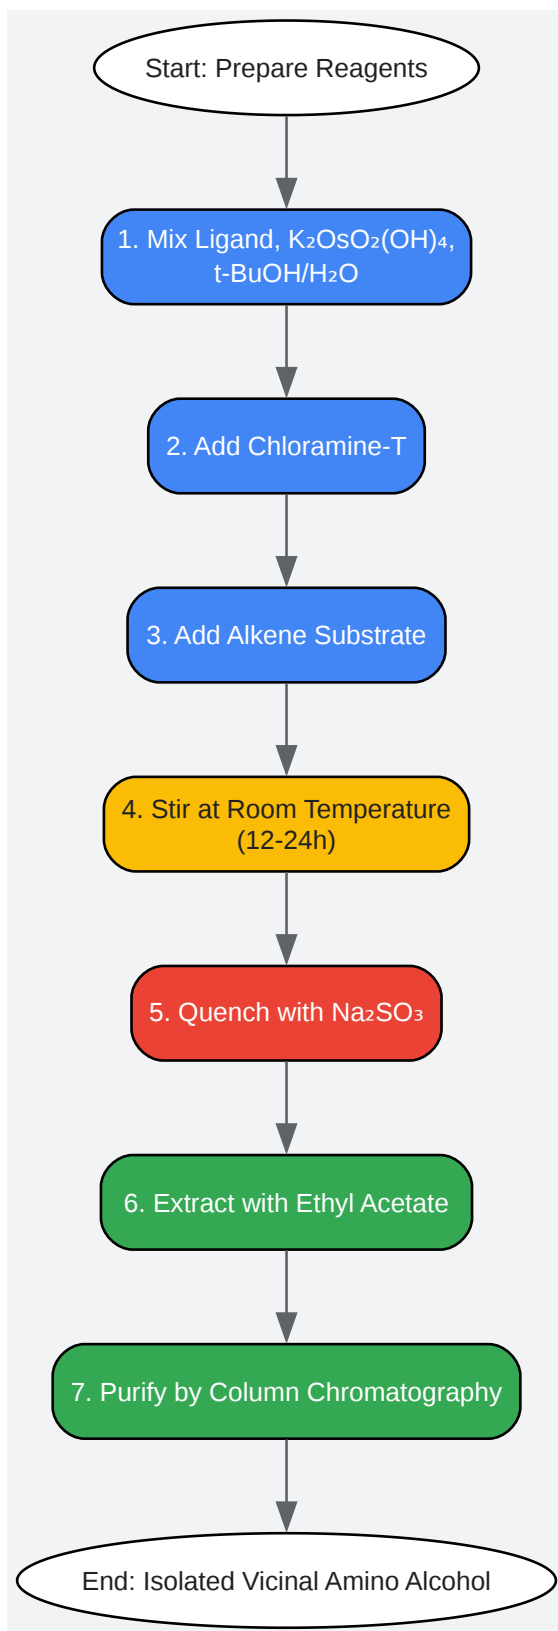 Start: Prepare Reagents
1. Mix Ligand, K₂OsO₂(OH)₄,
t-BuOH/H₂O
2. Add Chloramine-T
3. Add Alkene Substrate
4. Stir at Room Temperature
(12-24h)
5. Quench with Na₂SO₃
6. Extract with Ethyl Acetate
7. Purify by Column Chromatography
End: Isolated Vicinal Amino Alcohol